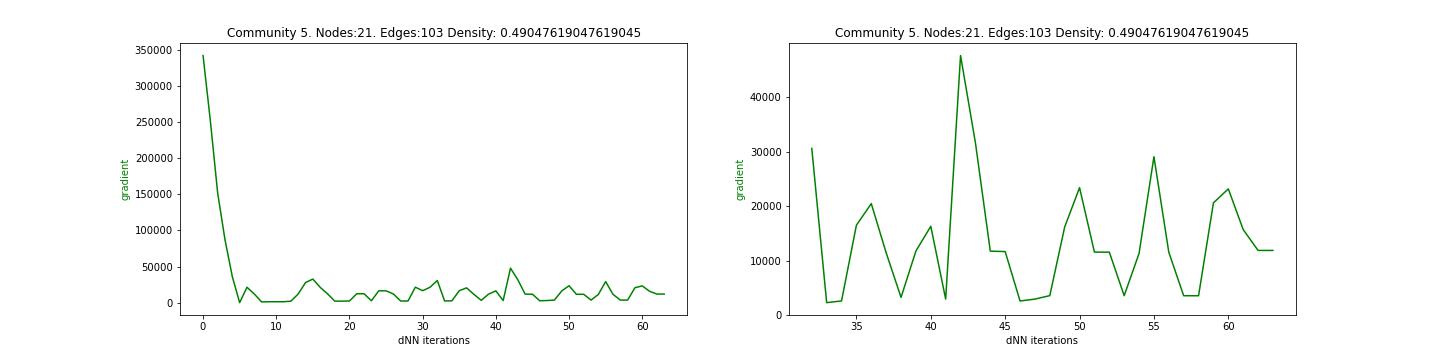 Community 5. Nodes:21. Edges:103 Density: 0.49047619047619045
350000
300000
250000
200000
150000
100000
50000
0
gradient
0 10 20 30 40 50 60
dNN iterations
Community 5. Nodes:21. Edges:103 Density: 0.49047619047619045
40000
30000
20000
10000
0
gradient
35 40 45 50 55 60
dNN iterations